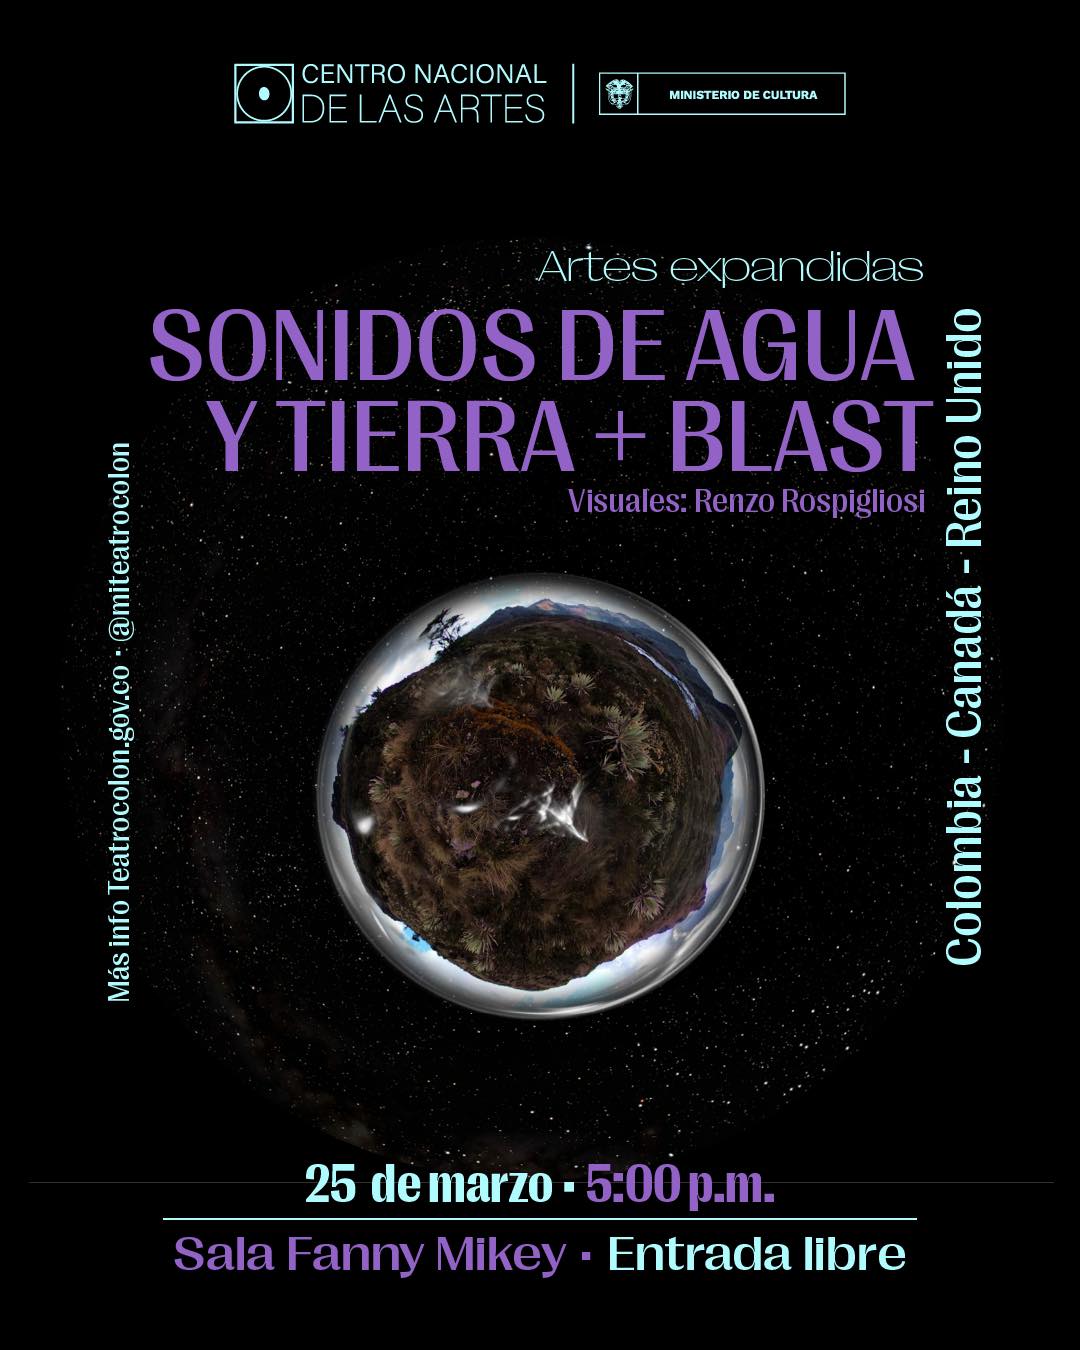 CENTRO NACIONAL
DE LAS ARTES
MINISTERIO DE CULTURA
Artes expandidas
SONIDOS DE AGUA
Y TIERRA + BLAST
Visuales: Renzo Rospigliosi
Colombia - Canadá - Reino Unido
Más info Teatrocolon.gov.co · @miteatrocolon
25 de marzo · 5:00 p.m.
Sala Fanny Mikey · Entrada libre